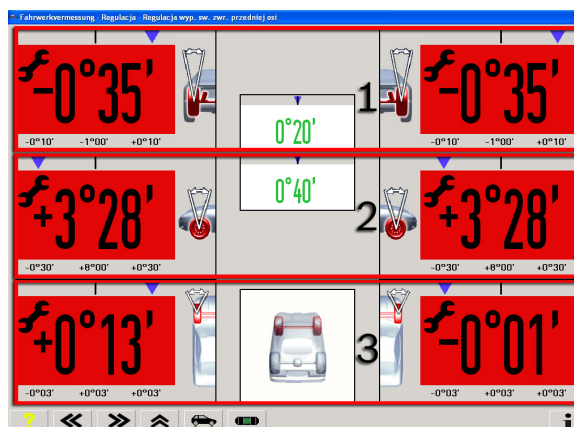 Fahrwerkvermessung - Regulacja - Regulacja wyp. sw. zwr. przedniej osi
-0°35' 1 -0°35'
0°20'
-0°10' -1°00' +0°10' -0°10' -1°00' +0°10'
0°40'
+3°28' 2 +3°28'
-0°30' +8°00' +0°30' -0°30' +8°00' +0°30'
+0°13' 3 -0°01'
-0°03' +0°03' +0°03' -0°03' +0°03' +0°03'
? i